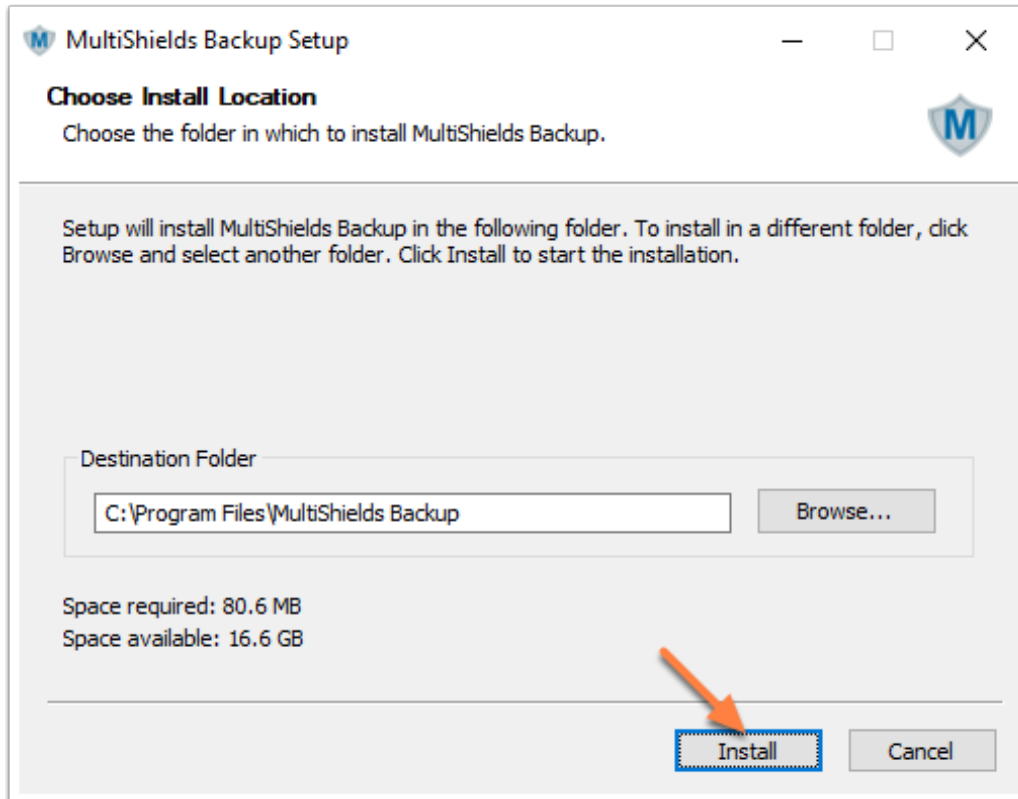 MultiShields Backup Setup
Choose Install Location
Choose the folder in which to install MultiShields Backup.
M
Setup will install MultiShields Backup in the following folder. To install in a different folder, click
Browse and select another folder. Click Install to start the installation.
Destination Folder
C:\Program Files\MultiShields Backup
Browse...
Space required: 80.6 MB
Space available: 16.6 GB
Install
Cancel